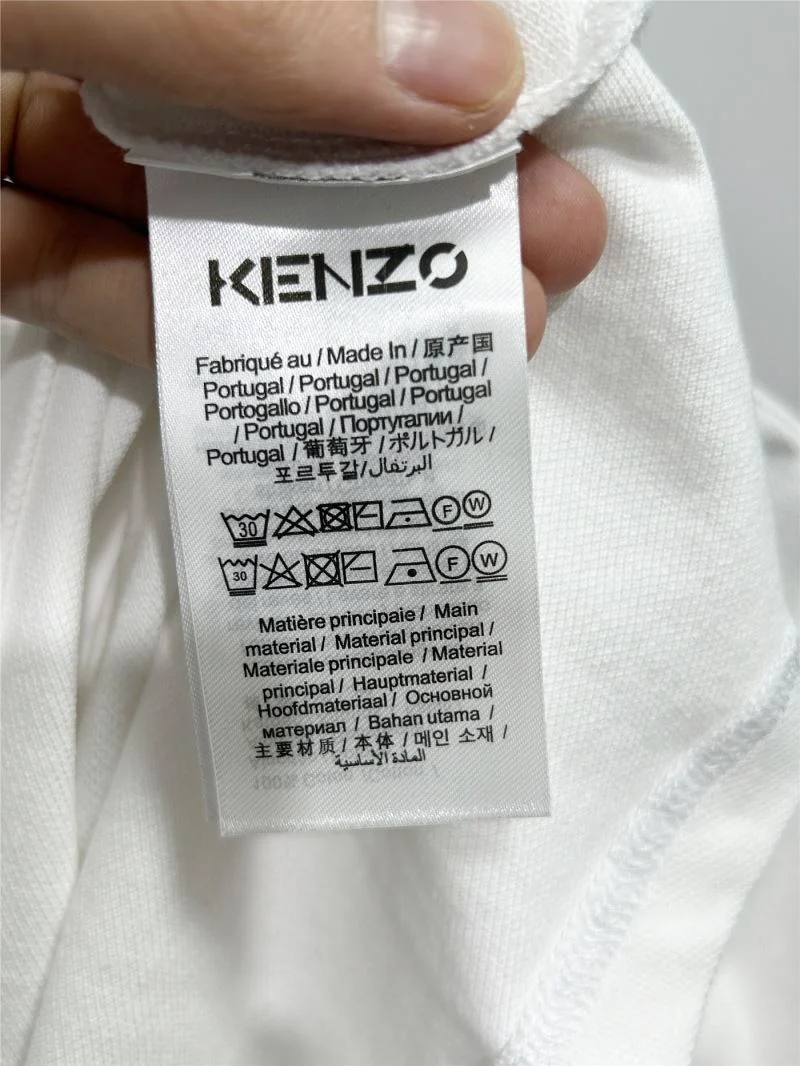 KENZO
Fabriqué au / Made In / 原产国
Portugal / Portugal / Portugal /
Portogallo / Portugal / Portugal
/ Portugal / Португалии /
Portugal / 葡萄牙 / ポルトガル /
포르투갈/البرتغال
30 F W
30 F W
Matière principaie / Main
material / Material principal /
Materiale principale / Material
principal / Hauptmaterial /
Hoofdmateriaal / Основной
материал / Bahan utama /
主要材质 / 本体 / 메인 소재 /
المادة الأساسية